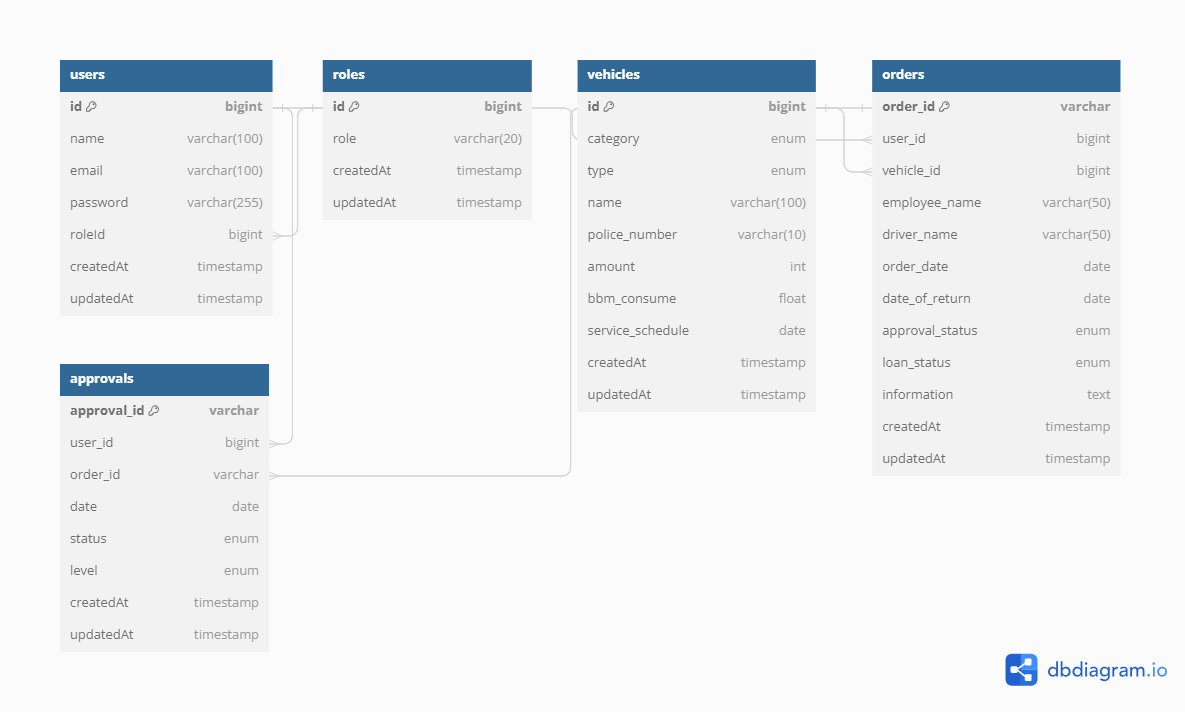 users
id bigint
name varchar(100)
email varchar(100)
password varchar(255)
roleId bigint
createdAt timestamp
updatedAt timestamp
roles
id bigint
role varchar(20)
createdAt timestamp
updatedAt timestamp
vehicles
id bigint
category enum
type enum
name varchar(100)
police_number varchar(10)
amount int
bbm_consume float
service_schedule date
createdAt timestamp
updatedAt timestamp
orders
order_id varchar
user_id bigint
vehicle_id bigint
employee_name varchar(50)
driver_name varchar(50)
order_date date
date_of_return date
approval_status enum
loan_status enum
information text
createdAt timestamp
updatedAt timestamp
approvals
approval_id varchar
user_id bigint
order_id varchar
date date
status enum
level enum
createdAt timestamp
updatedAt timestamp
dbdiagram.io